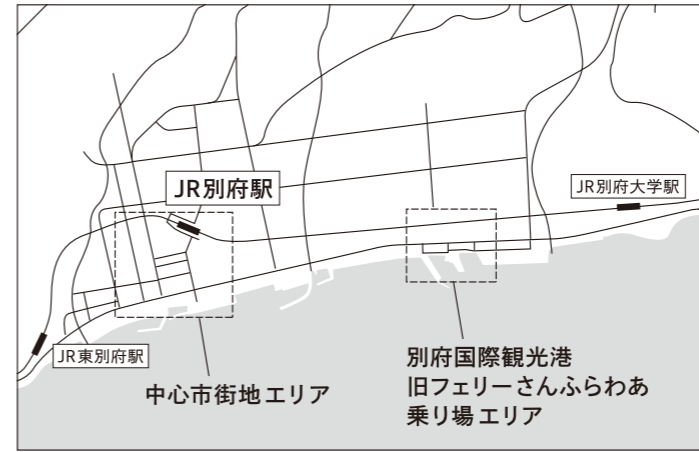 JR別府駅
JR別府大学駅
JR東別府駅
中心市街地エリア
別府国際観光港
旧フェリーさんふらわあ
乗り場エリア